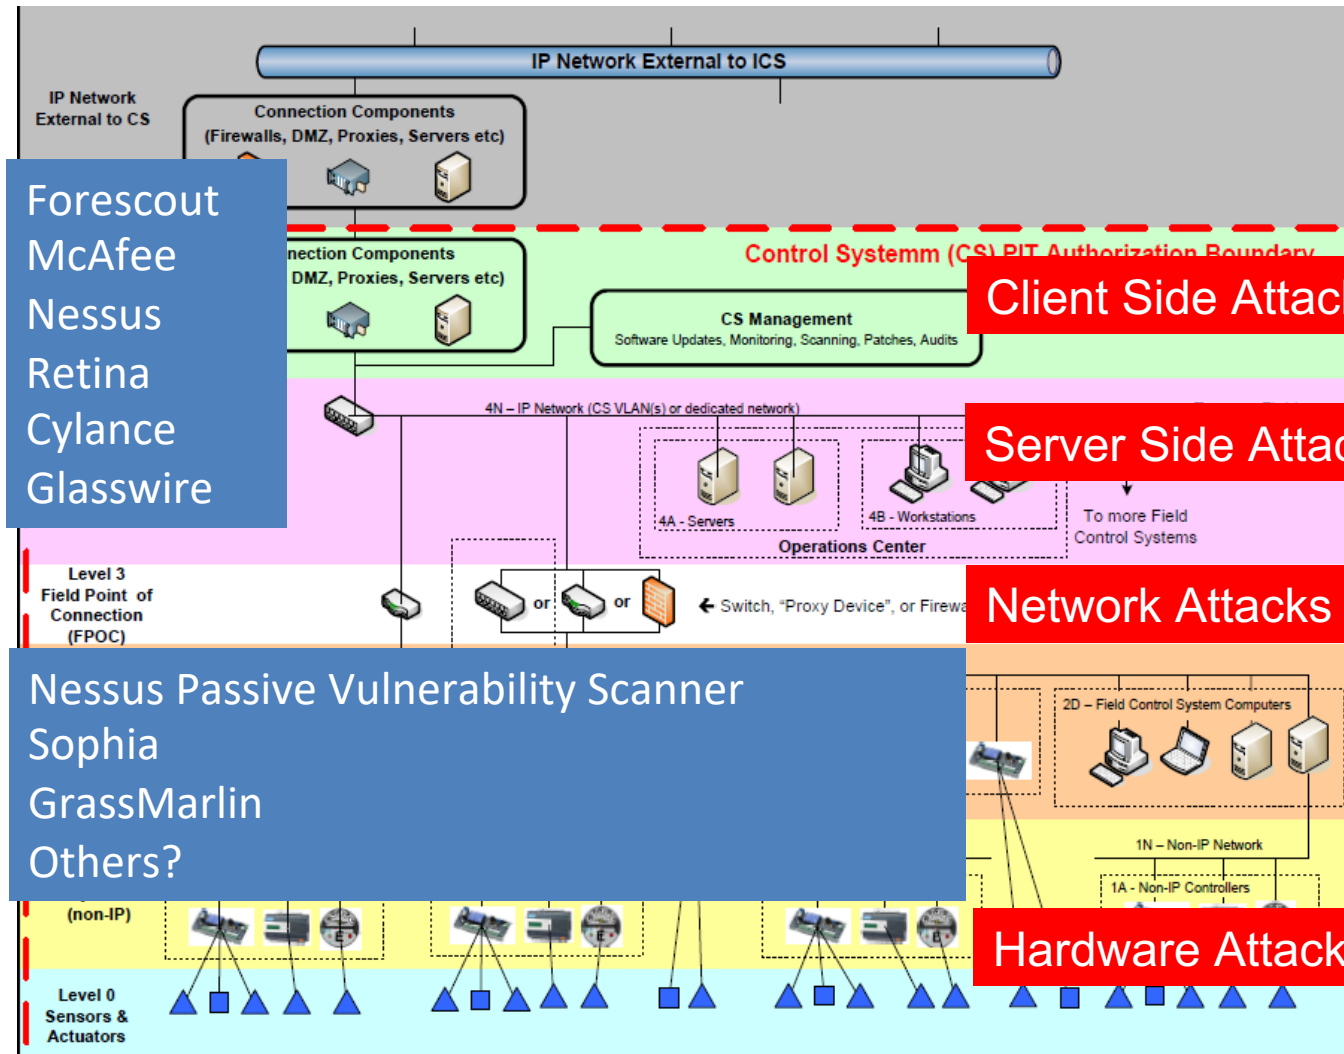 IP Network External to ICS
IP Network
External to CS
Connection Components
(Firewalls, DMZ, Proxies, Servers etc)
Forescout
McAfee
Nessus
Retina
Cylance
Glasswire
nection Components
DMZ, Proxies, Servers etc)
Control Systemm (CS) PIT Authorization Boundary
Client Side Attac
CS Management
Software Updates, Monitoring, Scanning, Patches, Audits
4N – IP Network (CS VLAN(s) or dedicated network)
Server Side Attac
4A - Servers
4B - Workstations
Operations Center
To more Field
Control Systems
Level 3
Field Point of
Connection
(FPOC)
or
or
Switch, "Proxy Device", or Firewa
Network Attacks
Nessus Passive Vulnerability Scanner
Sophia
GrassMarlin
Others?
2D – Field Control System Computers
1N – Non-IP Network
1A - Non-IP Controllers
(non-IP)
E
E
E
Hardware Attack
Level 0
Sensors &
Actuators